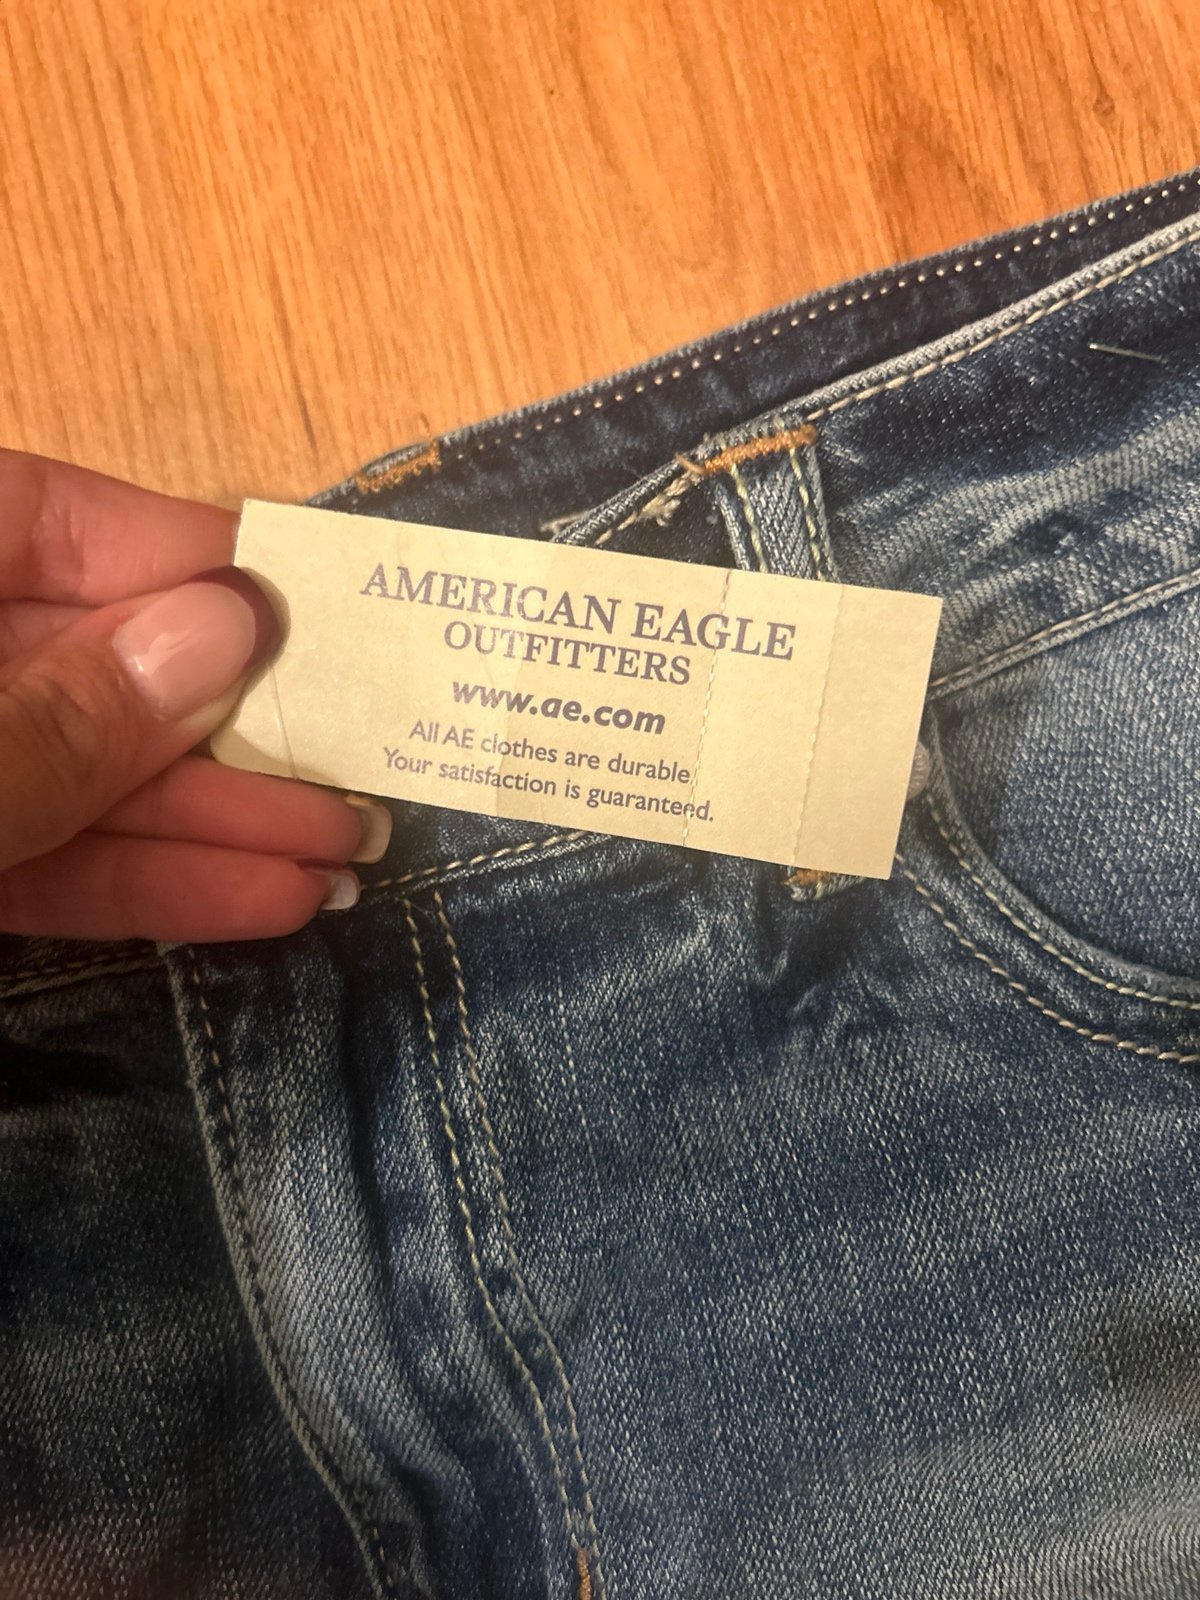 AMERICAN EAGLE
OUTFITTERS
www.ae.com
All AE clothes are durable.
Your satisfaction is guaranteed.